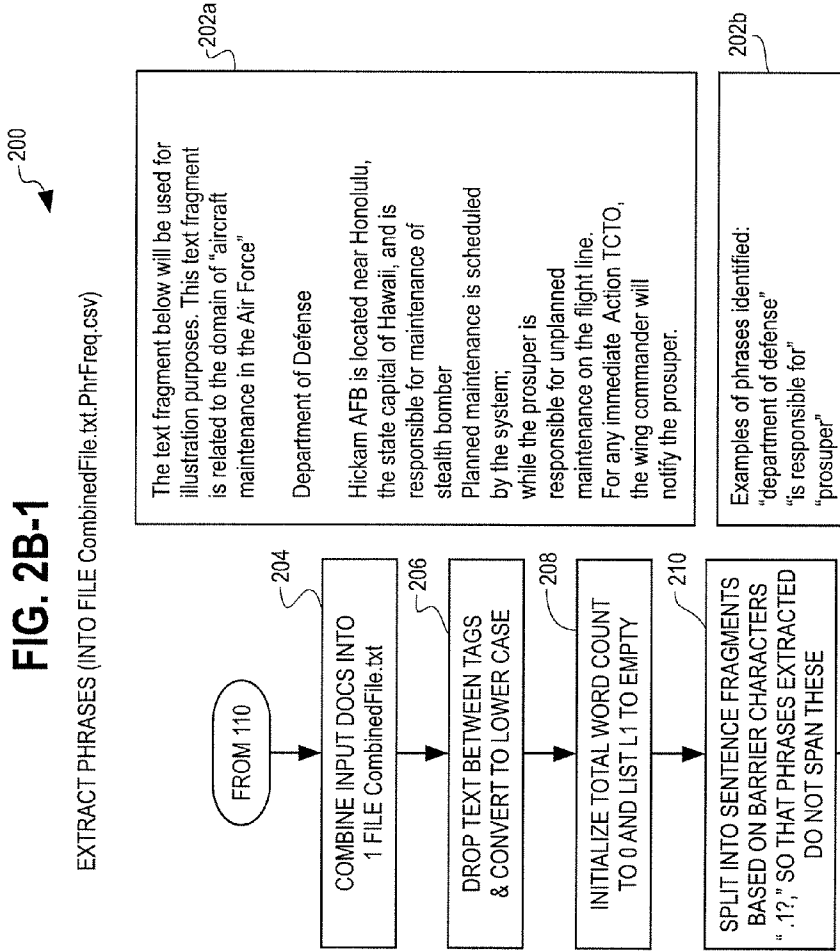 FIG. 2B-1
200
EXTRACT PHRASES (INTO FILE CombinedFile.txt.PhrFreq.csv)
FROM 110
204
COMBINE INPUT DOCS INTO
1 FILE CombinedFile.txt
206
DROP TEXT BETWEEN TAGS
& CONVERT TO LOWER CASE
208
INITIALIZE TOTAL WORD COUNT
TO 0 AND LIST L1 TO EMPTY
210
SPLIT INTO SENTENCE FRAGMENTS
BASED ON BARRIER CHARACTERS
“ .1?,” SO THAT PHRASES EXTRACTED
DO NOT SPAN THESE
202a
The text fragment below will be used for
illustration purposes. This text fragment
is related to the domain of “aircraft
maintenance in the Air Force”
Department of Defense
Hickam AFB is located near Honolulu,
the state capital of Hawaii, and is
responsible for maintenance of
stealth bomber
Planned maintenance is scheduled
by the system;
while the prosuper is
responsible for unplanned
maintenance on the flight line.
For any immediate Action TCTO,
the wing commander will
notify the prosuper.
202b
Examples of phrases identified:
“department of defense”
“is responsible for”
“prosuper”